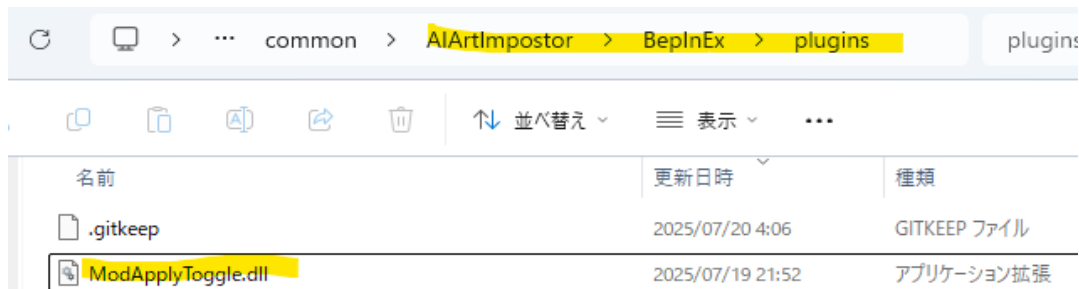 … common > AIArtImpostor > BepInEx > plugins plugins
並べ替え 表示 …
名前 更新日時 種類
.gitkeep 2025/07/20 4:06 GITKEEP ファイル
ModApplyToggle.dll 2025/07/19 21:52 アプリケーション拡張